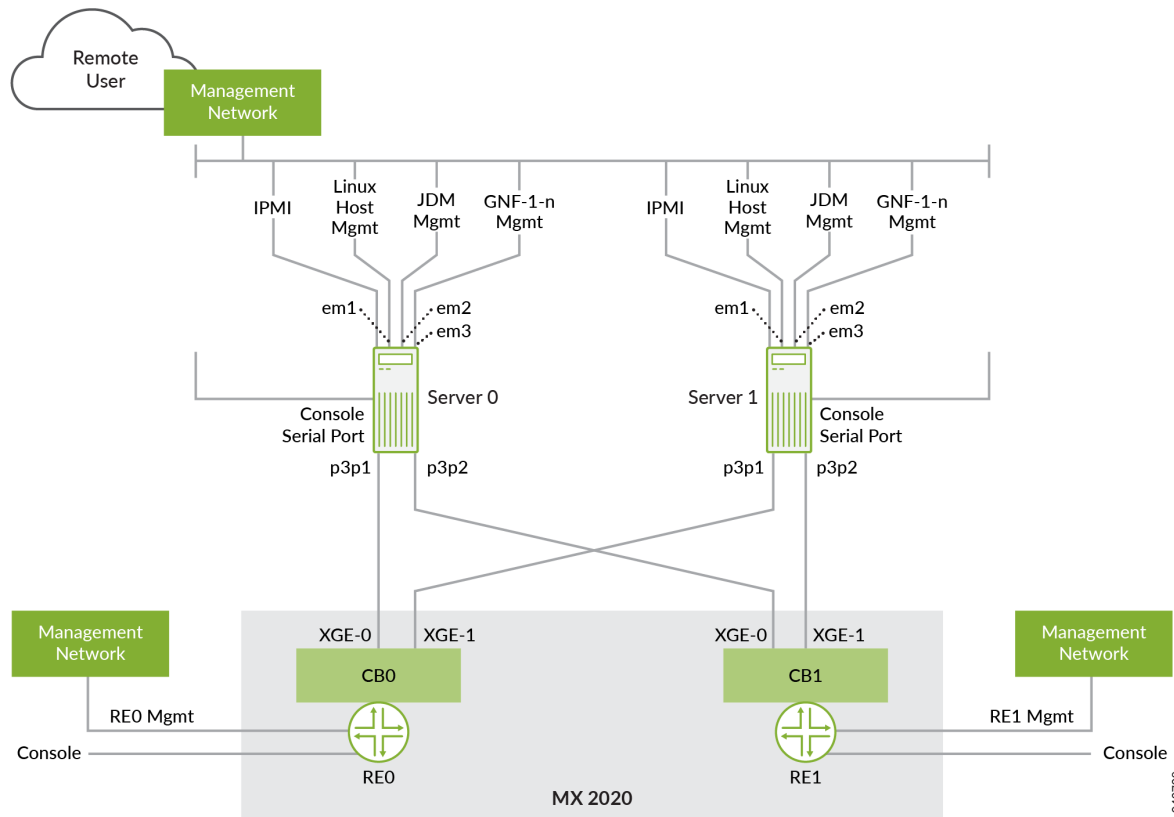 Remote
User
Management
Network
IPMI
Linux
Host
Mgmt
JDM
Mgmt
GNF-1-n
Mgmt
IPMI
Linux
Host
Mgmt
JDM
Mgmt
GNF-1-n
Mgmt
em1
em2
em3
em1
em2
em3
Server 0
Server 1
Console
Serial Port
Console
Serial Port
p3p1
p3p2
p3p1
p3p2
Management
Network
XGE-0
XGE-1
XGE-0
XGE-1
Management
Network
CB0
CB1
RE0 Mgmt
RE1 Mgmt
Console
Console
RE0
RE1
MX 2020